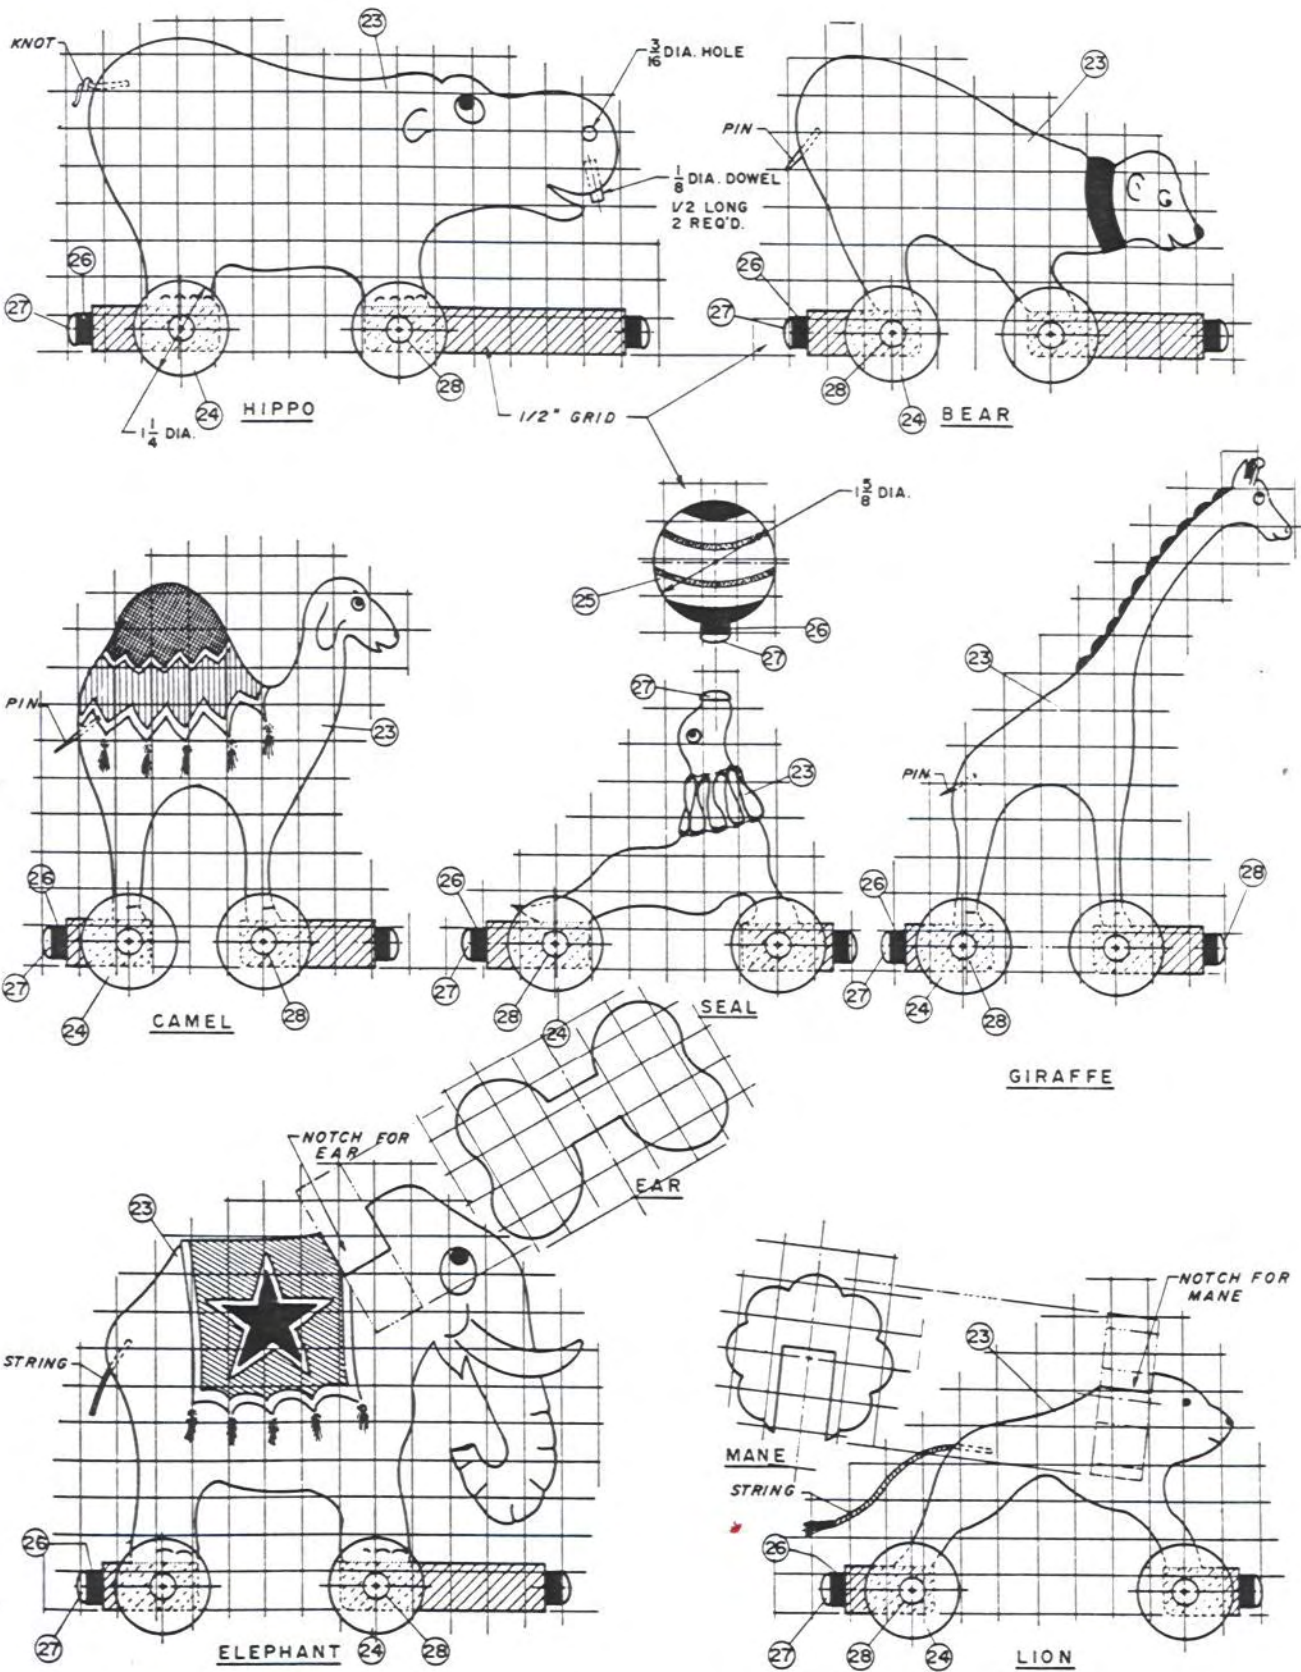 KNOT
23
3/16 DIA. HOLE
23
PIN
1/8 DIA. DOWEL
1/2 LONG
2 REQ'D.
26
27
26
27
24
HIPPO
28
1/2" GRID
28
24
BEAR
1 1/4 DIA.
1 5/8 DIA.
25
26
27
23
PIN
23
27
23
PIN
26
27
24
CAMEL
28
26
27
28
24
SEAL
26
28
27
24
28
GIRAFFE
NOTCH FOR
EAR
EAR
23
STRING
NOTCH FOR
MANE
23
MANE
STRING
26
27
ELEPHANT
24
28
26
27
28
24
LION